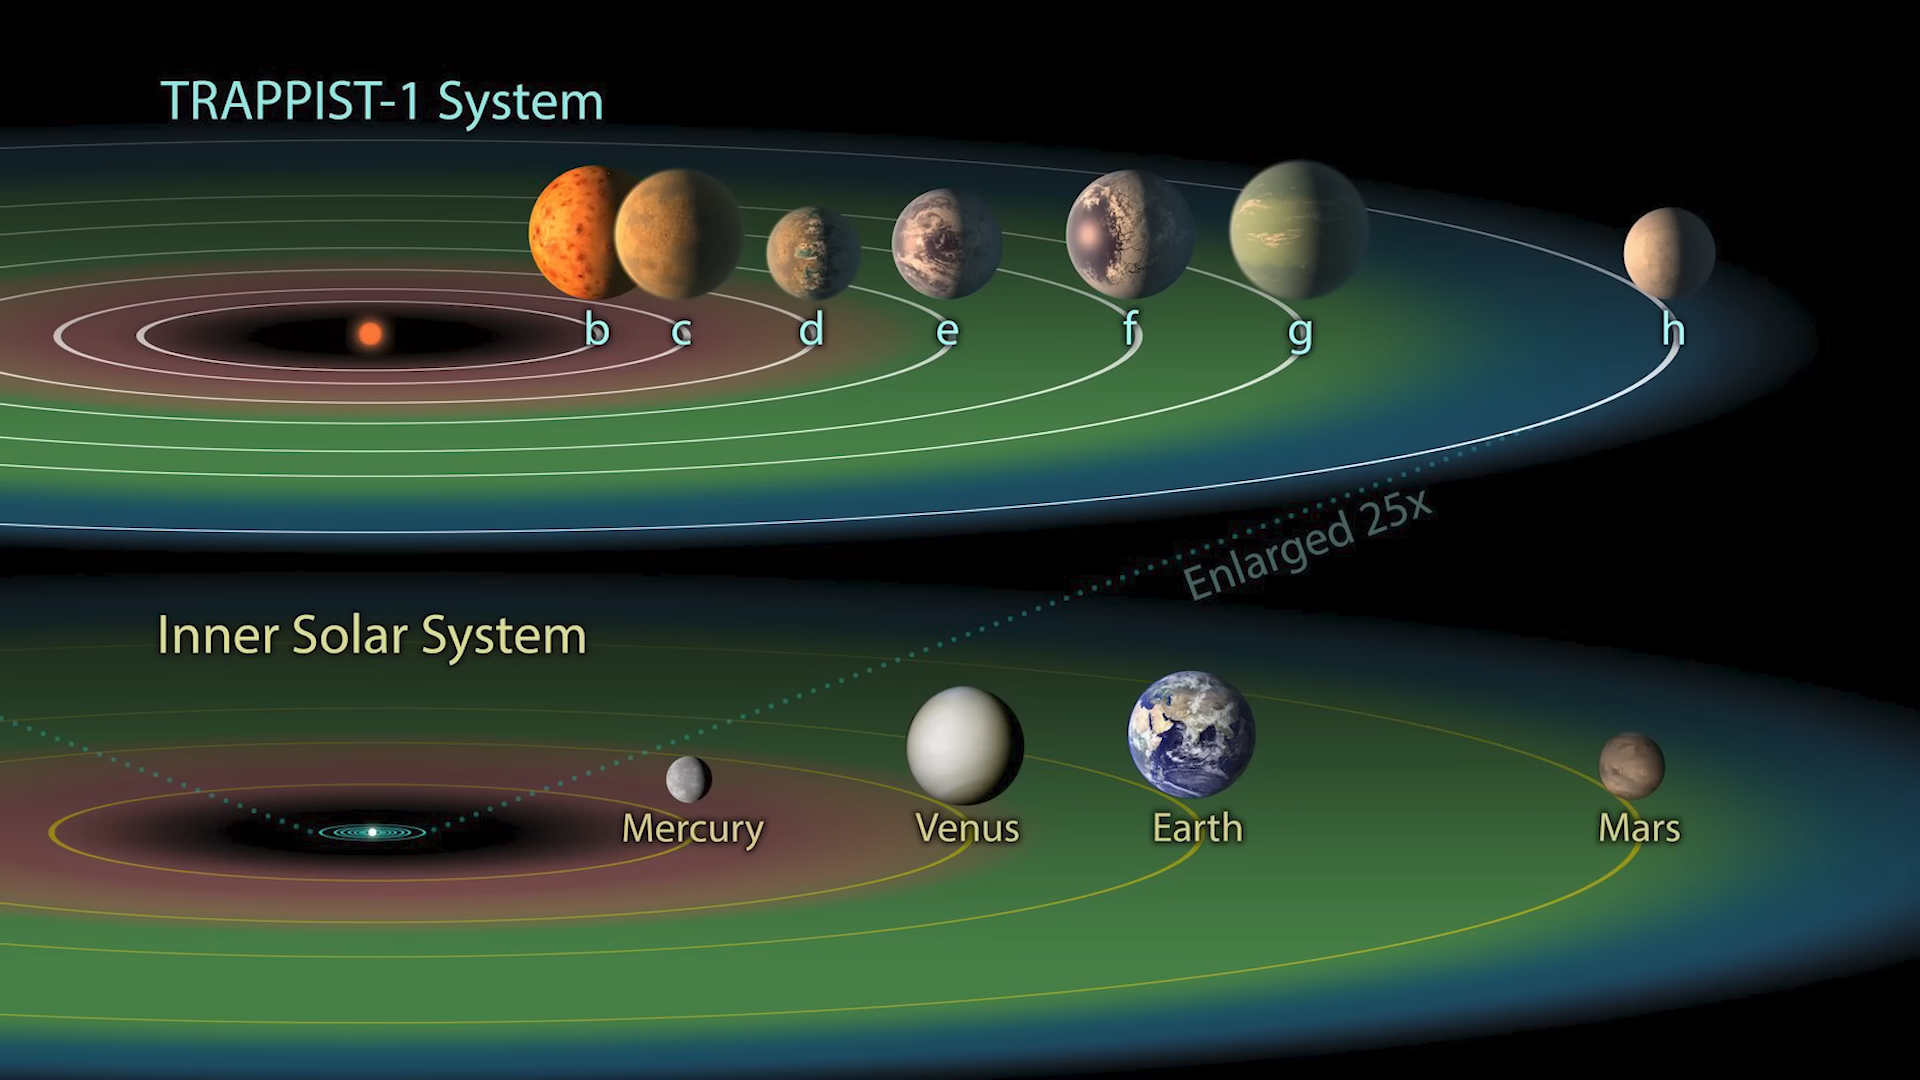 TRAPPIST-1 System
b c d e f g h
Enlarged 25x
Inner Solar System
Mercury Venus Earth Mars